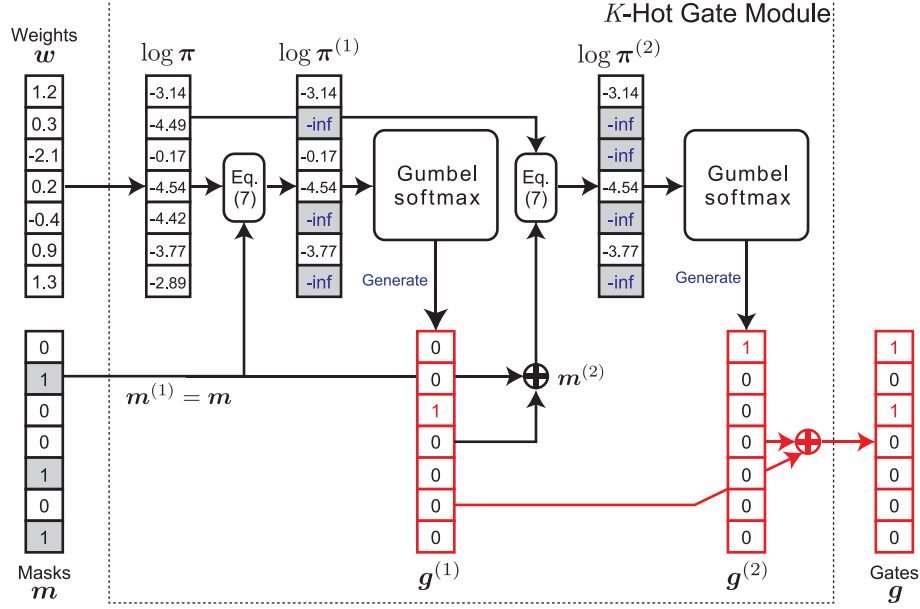 K-Hot Gate Module
Weights
w
1.2
0.3
-2.1
0.2
-0.4
0.9
1.3
log π
-3.14
-4.49
-0.17
-4.54
-4.42
-3.77
-2.89
Eq.
(7)
log π(1)
-3.14
-inf
-0.17
-4.54
-inf
-3.77
-inf
Gumbel
softmax
Generate
Eq.
(7)
log π(2)
-3.14
-inf
-inf
-4.54
-inf
-3.77
-inf
Gumbel
softmax
Generate
0
1
0
0
1
0
1
Masks
m
m(1) = m
0
0
1
0
0
0
0
g(1)
m(2)
1
0
0
0
0
0
0
g(2)
1
0
1
0
0
0
0
Gates
g